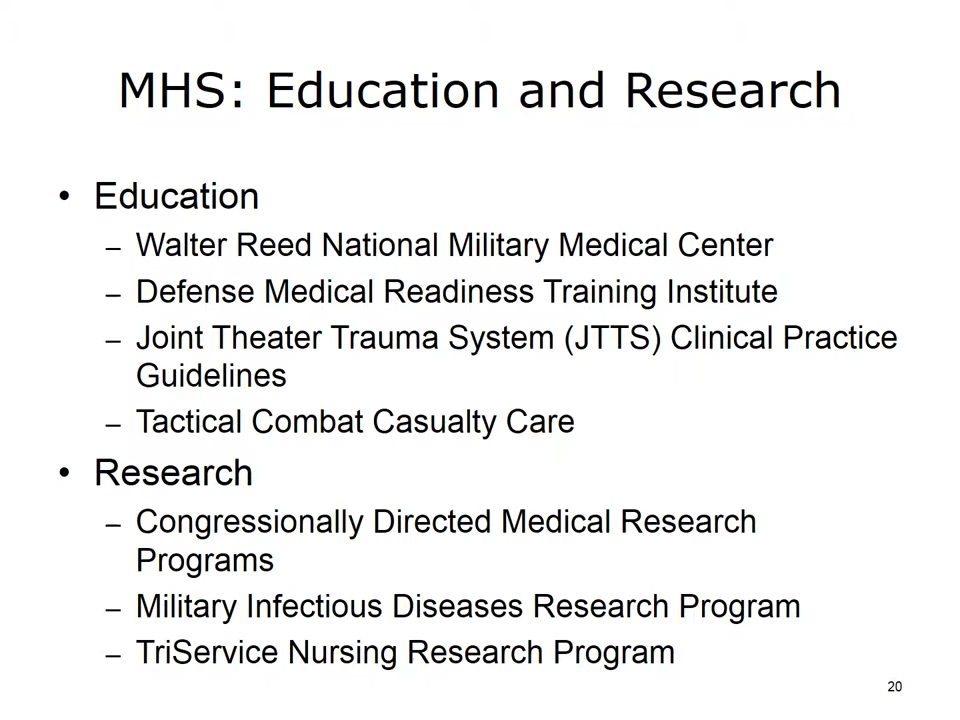 MHS: Education and Research
• Education
– Walter Reed National Military Medical Center
– Defense Medical Readiness Training Institute
– Joint Theater Trauma System (JTTS) Clinical Practice
Guidelines
– Tactical Combat Casualty Care
• Research
– Congressionally Directed Medical Research
Programs
– Military Infectious Diseases Research Program
– TriService Nursing Research Program
20